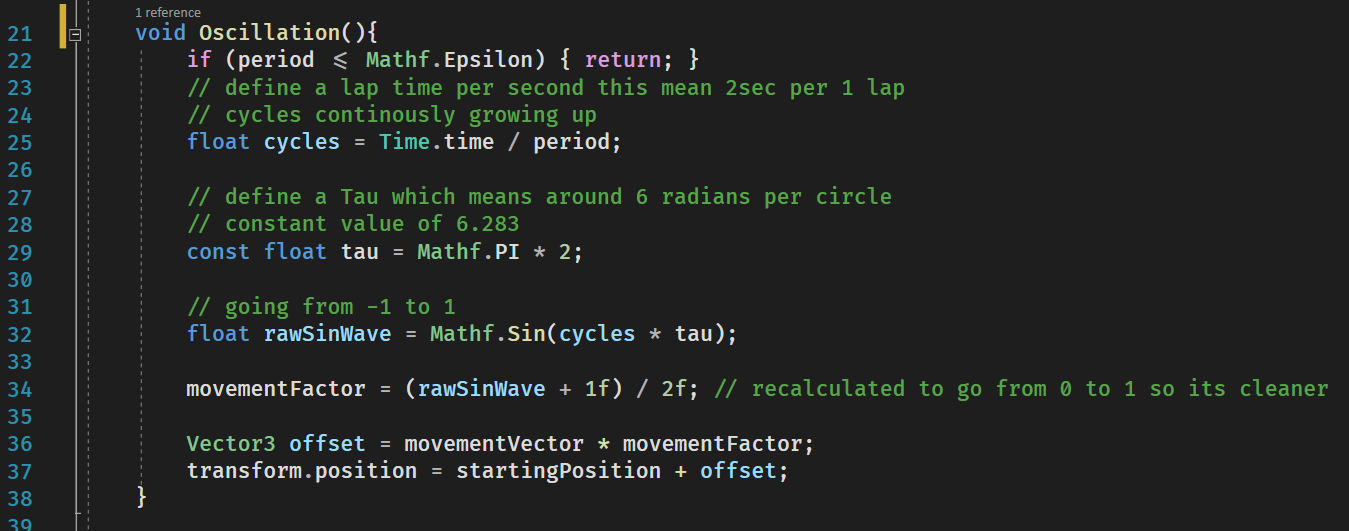 1 reference
21 void Oscillation(){
22 if (period <= Mathf.Epsilon) { return; }
23 // define a lap time per second this mean 2sec per 1 lap
24 // cycles continously growing up
25 float cycles = Time.time / period;
26
27 // define a Tau which means around 6 radians per circle
28 // constant value of 6.283
29 const float tau = Mathf.PI * 2;
30
31 // going from -1 to 1
32 float rawSinWave = Mathf.Sin(cycles * tau);
33
34 movementFactor = (rawSinWave + 1f) / 2f; // recalculated to go from 0 to 1 so its cleaner
35
36 Vector3 offset = movementVector * movementFactor;
37 transform.position = startingPosition + offset;
38 }
39